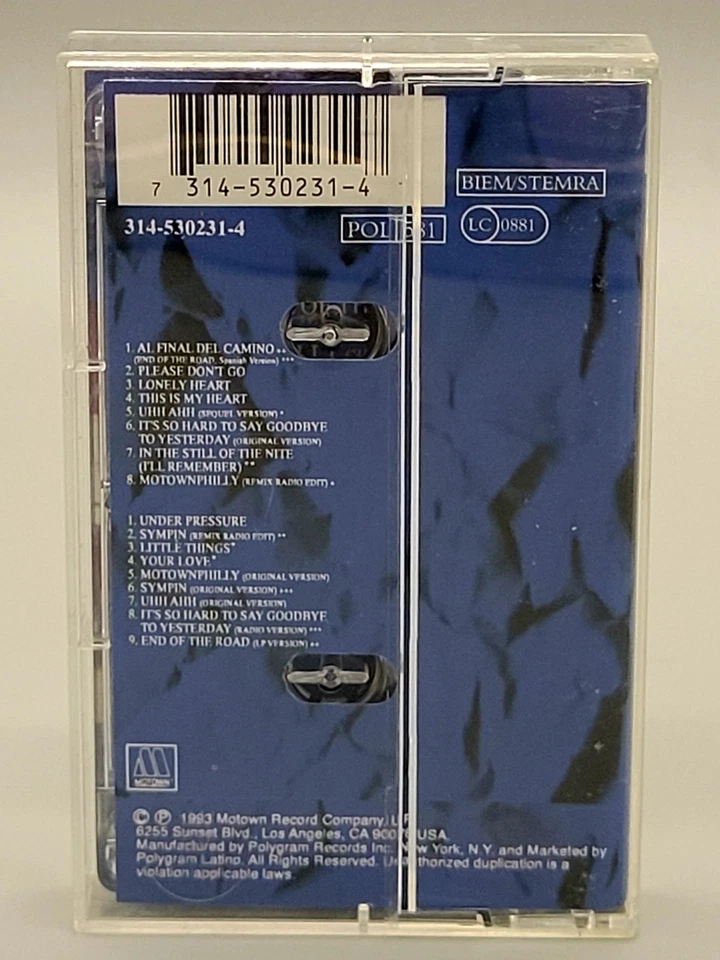 7 314-530231-4
BIEM/STEMRA
314-530231-4
LC 0881
1. AL FINAL DEL CAMINO **
(END OF THE ROAD, Spanish Version) ***
2. PLEASE DON'T GO
3. LONELY HEART
4. THIS IS MY HEART
5. UHH AHH (SEQUEL VERSION) *
6. IT'S SO HARD TO SAY GOODBYE
TO YESTERDAY (ORIGINAL VERSION)
7. IN THE STILL OF THE NITE
(I'LL REMEMBER) **
8. MOTOWNPHILLY (REMIX RADIO EDIT) *
1. UNDER PRESSURE
2. SYMPIN (REMIX RADIO EDIT) **
3. LITTLE THINGS*
4. YOUR LOVE*
5. MOTOWNPHILLY (ORIGINAL VERSION)
6. SYMPIN (ORIGINAL VERSION) ***
7. UHH AHH (ORIGINAL VERSION)
8. IT'S SO HARD TO SAY GOODBYE
TO YESTERDAY (RADIO VERSION) ***
9. END OF THE ROAD (LP VERSION) **
M
MOTOWN
© ℗ 1993 Motown Record Company,
6255 Sunset Blvd., Los Angeles, CA USA.
Manufactured by Polygram Records Inc. New York, N.Y. and Marketed by
Polygram Latino. All Rights Reserved. Unauthorized duplication is a
violation applicable laws.